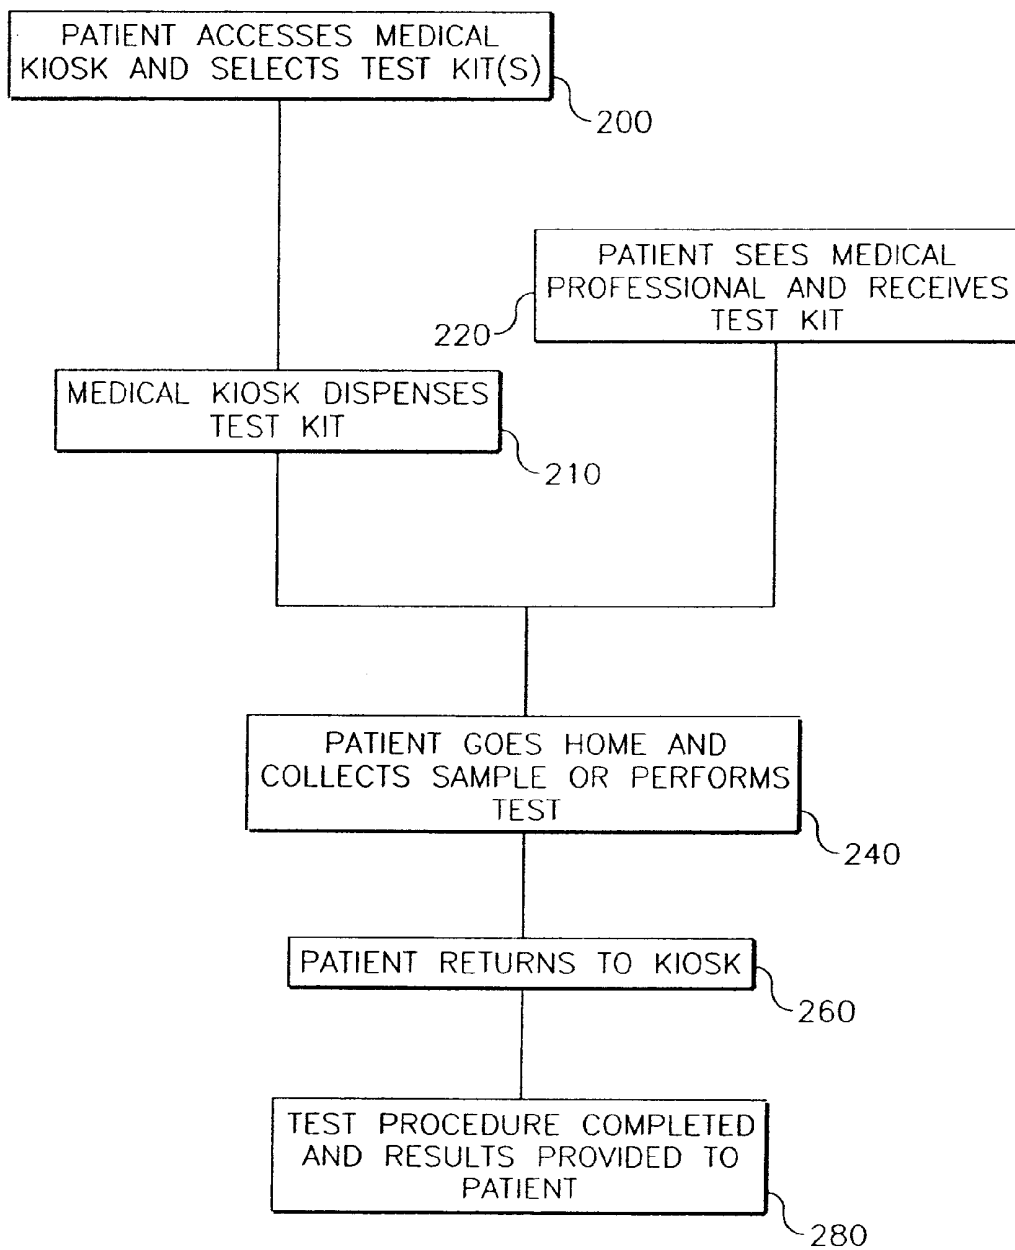 PATIENT ACCESSES MEDICAL
KIOSK AND SELECTS TEST KIT(S)
200
PATIENT SEES MEDICAL
PROFESSIONAL AND RECEIVES
TEST KIT
220
MEDICAL KIOSK DISPENSES
TEST KIT
210
PATIENT GOES HOME AND
COLLECTS SAMPLE OR PERFORMS
TEST
240
PATIENT RETURNS TO KIOSK
260
TEST PROCEDURE COMPLETED
AND RESULTS PROVIDED TO
PATIENT
280